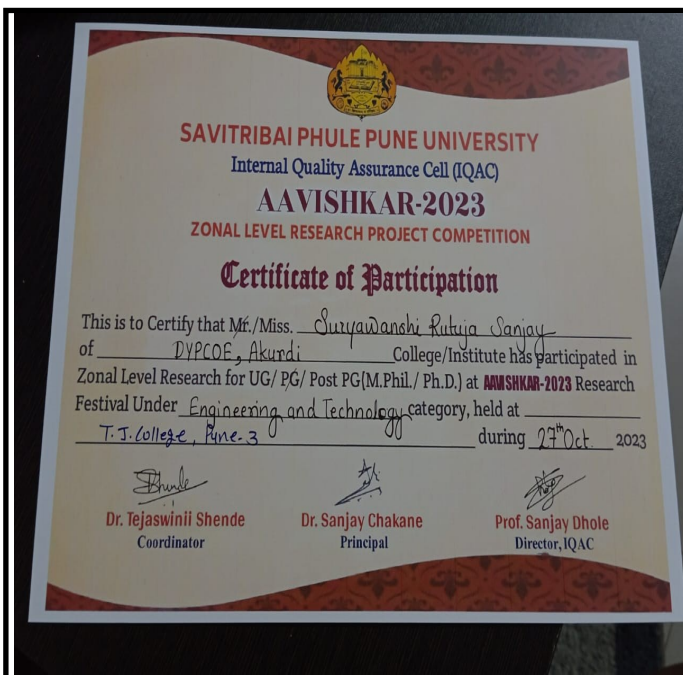 SAVITRIBAI PHULE PUNE UNIVERSITY
Internal Quality Assurance Cell (IQAC)
AAVISHKAR-2023
ZONAL LEVEL RESEARCH PROJECT COMPETITION
Certificate of Participation
This is to Certify that Mr./Miss. Suryawanshi Rutuja Sanjay
of DYPCOE, Akurdi College/Institute has participated in
Zonal Level Research for UG/ PG/ Post PG(M.Phil./ Ph.D.) at AAVISHKAR-2023 Research
Festival Under Engineering and Technology category, held at
T.J. College, Pune-3 during 27th Oct. 2023
Dr. Tejaswinii Shende Dr. Sanjay Chakane Prof. Sanjay Dhole
Coordinator Principal Director, IQAC